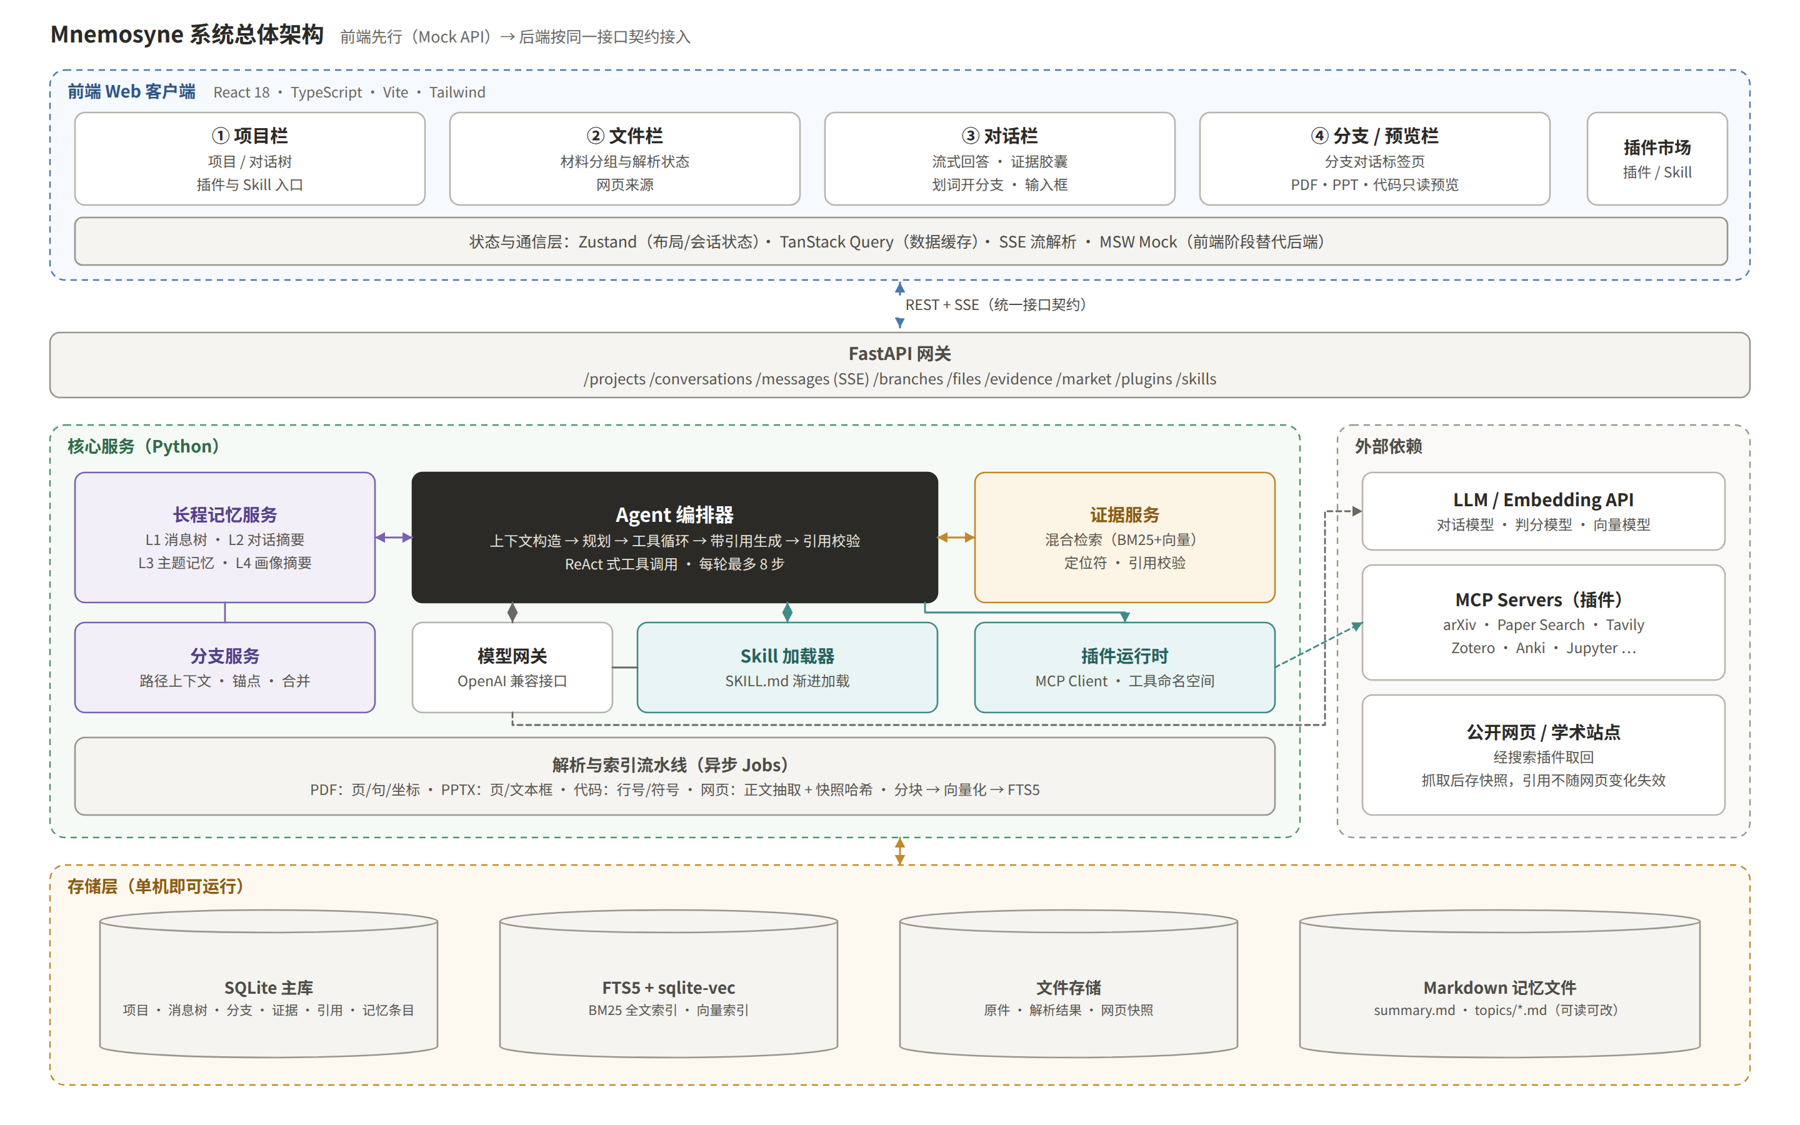 Mnemosyne 系统总体架构 前端先行（Mock API）→ 后端按同一接口契约接入
前端 Web 客户端 React 18 · TypeScript · Vite · Tailwind
① 项目栏
项目 / 对话树
插件与 Skill 入口
② 文件栏
材料分组与解析状态
网页来源
③ 对话栏
流式回答 · 证据胶囊
划词开分支 · 输入框
④ 分支 / 预览栏
分支对话标签页
PDF · PPT · 代码只读预览
插件市场
插件 / Skill
状态与通信层：Zustand（布局/会话状态）· TanStack Query（数据缓存）· SSE 流解析 · MSW Mock（前端阶段替代后端）
REST + SSE（统一接口契约）
FastAPI 网关
/projects /conversations /messages (SSE) /branches /files /evidence /market /plugins /skills
核心服务（Python）
长程记忆服务
L1 消息树 · L2 对话摘要
L3 主题记忆 · L4 画像摘要
Agent 编排器
上下文构造 → 规划 → 工具循环 → 带引用生成 → 引用校验
ReAct 式工具调用 · 每轮最多 8 步
证据服务
混合检索（BM25+向量）
定位符 · 引用校验
分支服务
路径上下文 · 锚点 · 合并
模型网关
OpenAI 兼容接口
Skill 加载器
SKILL.md 渐进加载
插件运行时
MCP Client · 工具命名空间
解析与索引流水线（异步 Jobs）
PDF：页/句/坐标 · PPTX：页/文本框 · 代码：行号/符号 · 网页：正文抽取 + 快照哈希 · 分块 → 向量化 → FTS5
外部依赖
LLM / Embedding API
对话模型 · 判分模型 · 向量模型
MCP Servers（插件）
arXiv · Paper Search · Tavily
Zotero · Anki · Jupyter …
公开网页 / 学术站点
经搜索插件取回
抓取后存快照，引用不随网页变化失效
存储层（单机即可运行）
SQLite 主库
项目 · 消息树 · 分支 · 证据 · 引用 · 记忆条目
FTS5 + sqlite-vec
BM25 全文索引 · 向量索引
文件存储
原件 · 解析结果 · 网页快照
Markdown 记忆文件
summary.md · topics/*.md（可读可改）